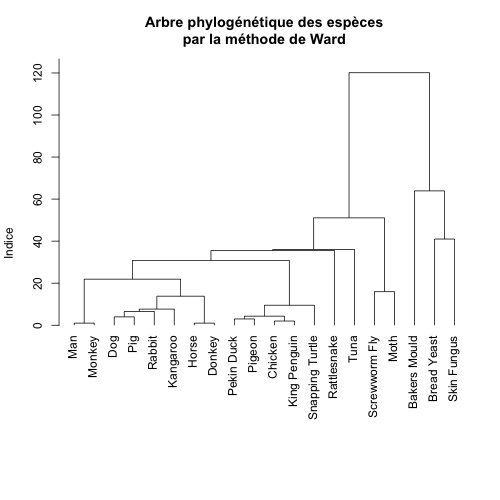 Arbre phylogénétique des espèces
par la méthode de Ward
Indice
120
100
80
60
40
20
0
Man
Monkey
Dog
Pig
Rabbit
Kangaroo
Horse
Donkey
Pekin Duck
Pigeon
Chicken
King Penguin
Snapping Turtle
Rattlesnake
Tuna
Screwworm Fly
Moth
Bakers Mould
Bread Yeast
Skin Fungus